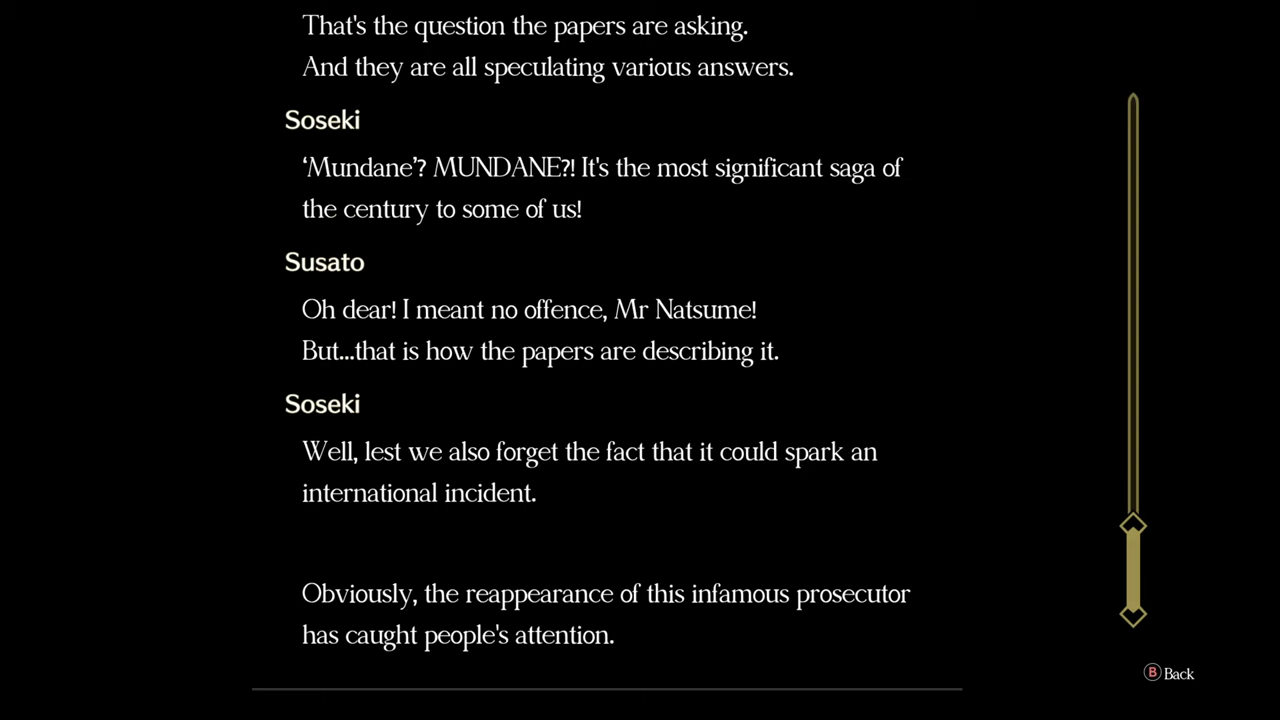 That's the question the papers are asking.
And they are all speculating various answers.
Soseki
‘Mundane’? MUNDANE?! It's the most significant saga of
the century to some of us!
Susato
Oh dear! I meant no offence, Mr Natsume!
But...that is how the papers are describing it.
Soseki
Well, lest we also forget the fact that it could spark an
international incident.
Obviously, the reappearance of this infamous prosecutor
has caught people's attention.
B Back